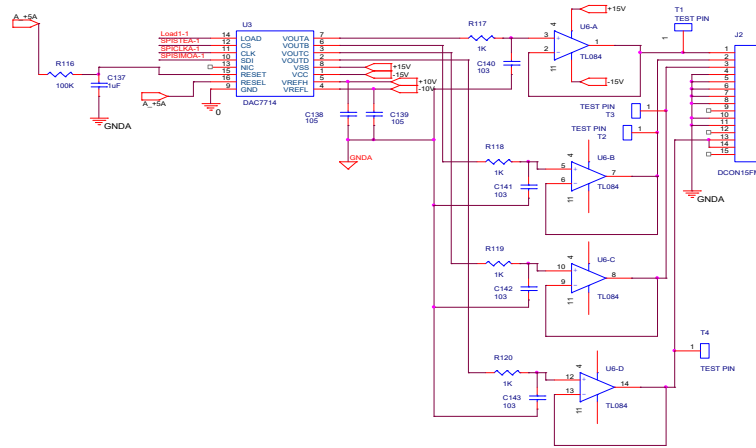 A_+5A
R116
100K
C137
1uF
GNDA
Load1-1
SPISTEA-1
SPICLKA-1
SPISIMOA-1
A_+5A
14
12
11
10
13
15
16
9
U3
LOAD
CS
CLK
SDI
NIC
RESET
RESEL
GND
VOUTA
VOUTB
VOUTC
VOUTD
VSS
VCC
VREFH
VREFL
DAC7714
7
6
3
2
8
1
5
4
0
+15V
-15V
+10V
-10V
C138
105
C139
105
GNDA
R117
1K
C140
103
+15V
U6-A
3
2
4
1
11
TL084
-15V
T1
TEST PIN
1
J2
1
2
3
4
5
6
7
8
9
10
11
12
13
14
15
DCON15FM
GNDA
TEST PIN
T3
1
TEST PIN
T2
1
R118
1K
C141
103
U6-B
4
5
6
7
11
TL084
R119
1K
C142
103
U6-C
4
10
9
8
11
TL084
R120
1K
C143
103
U6-D
4
12
13
14
11
TL084
T4
1
TEST PIN